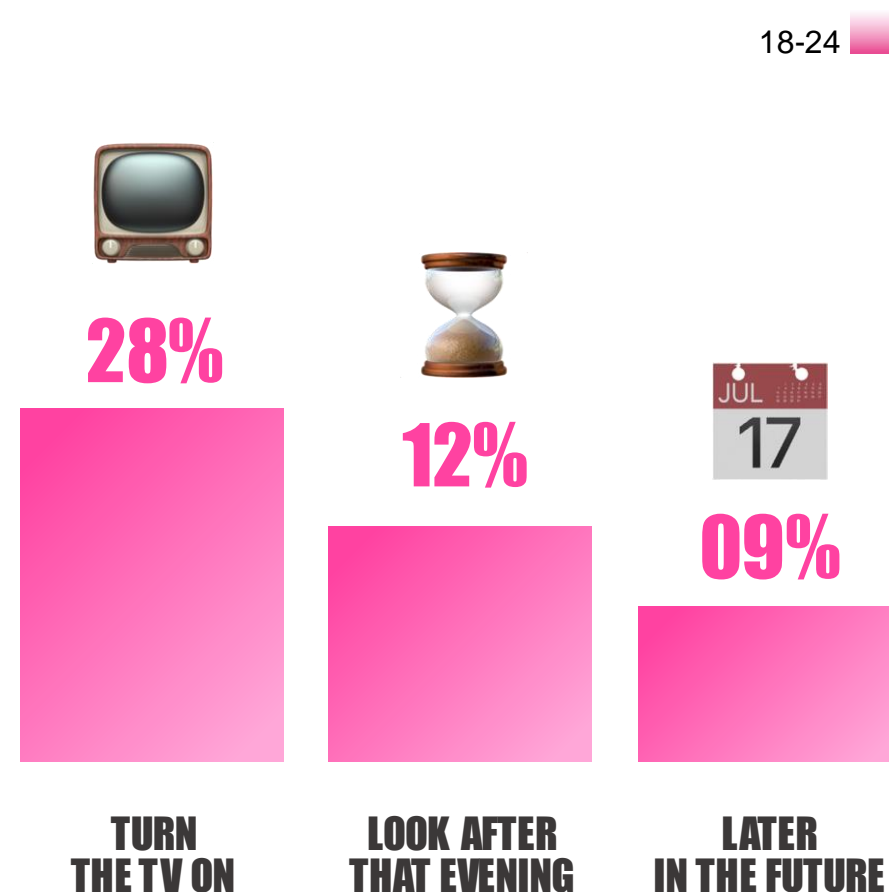 18-24
28%
12%
JUL
17
09%
TURN
THE TV ON
LOOK AFTER
THAT EVENING
LATER
IN THE FUTURE